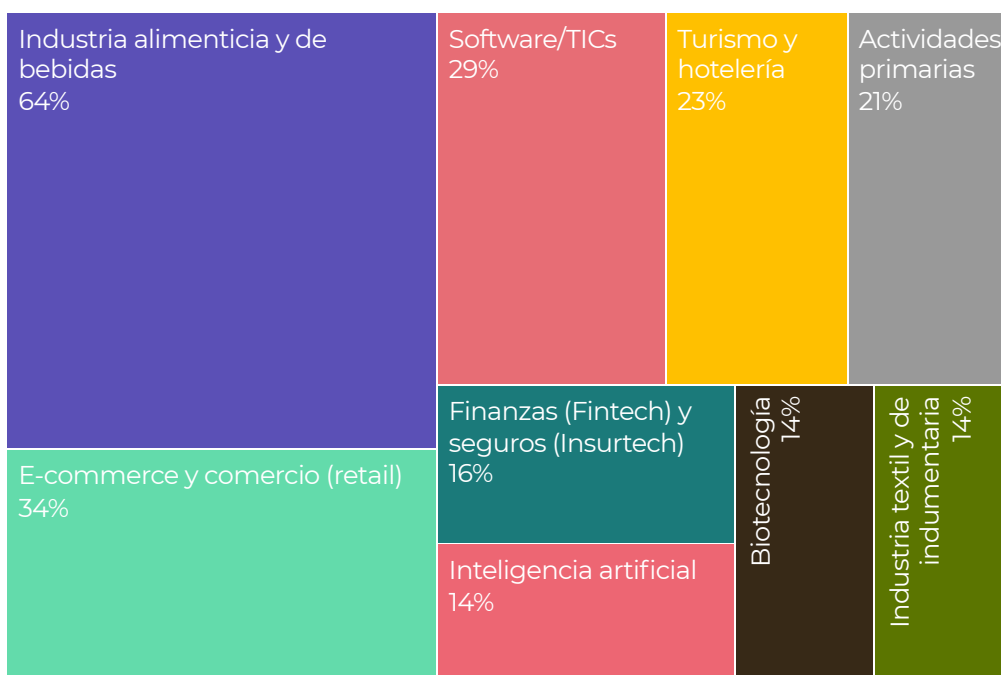 Industria alimenticia y de
bebidas
64%
E-commerce y comercio (retail)
34%
Software/TICs
29%
Turismo y
hotelería
23%
Actividades
primarias
21%
Finanzas (Fintech) y
seguros (Insurtech)
16%
Inteligencia artificial
14%
Biotecnología
14%
Industria textil y de
indumentaria
14%